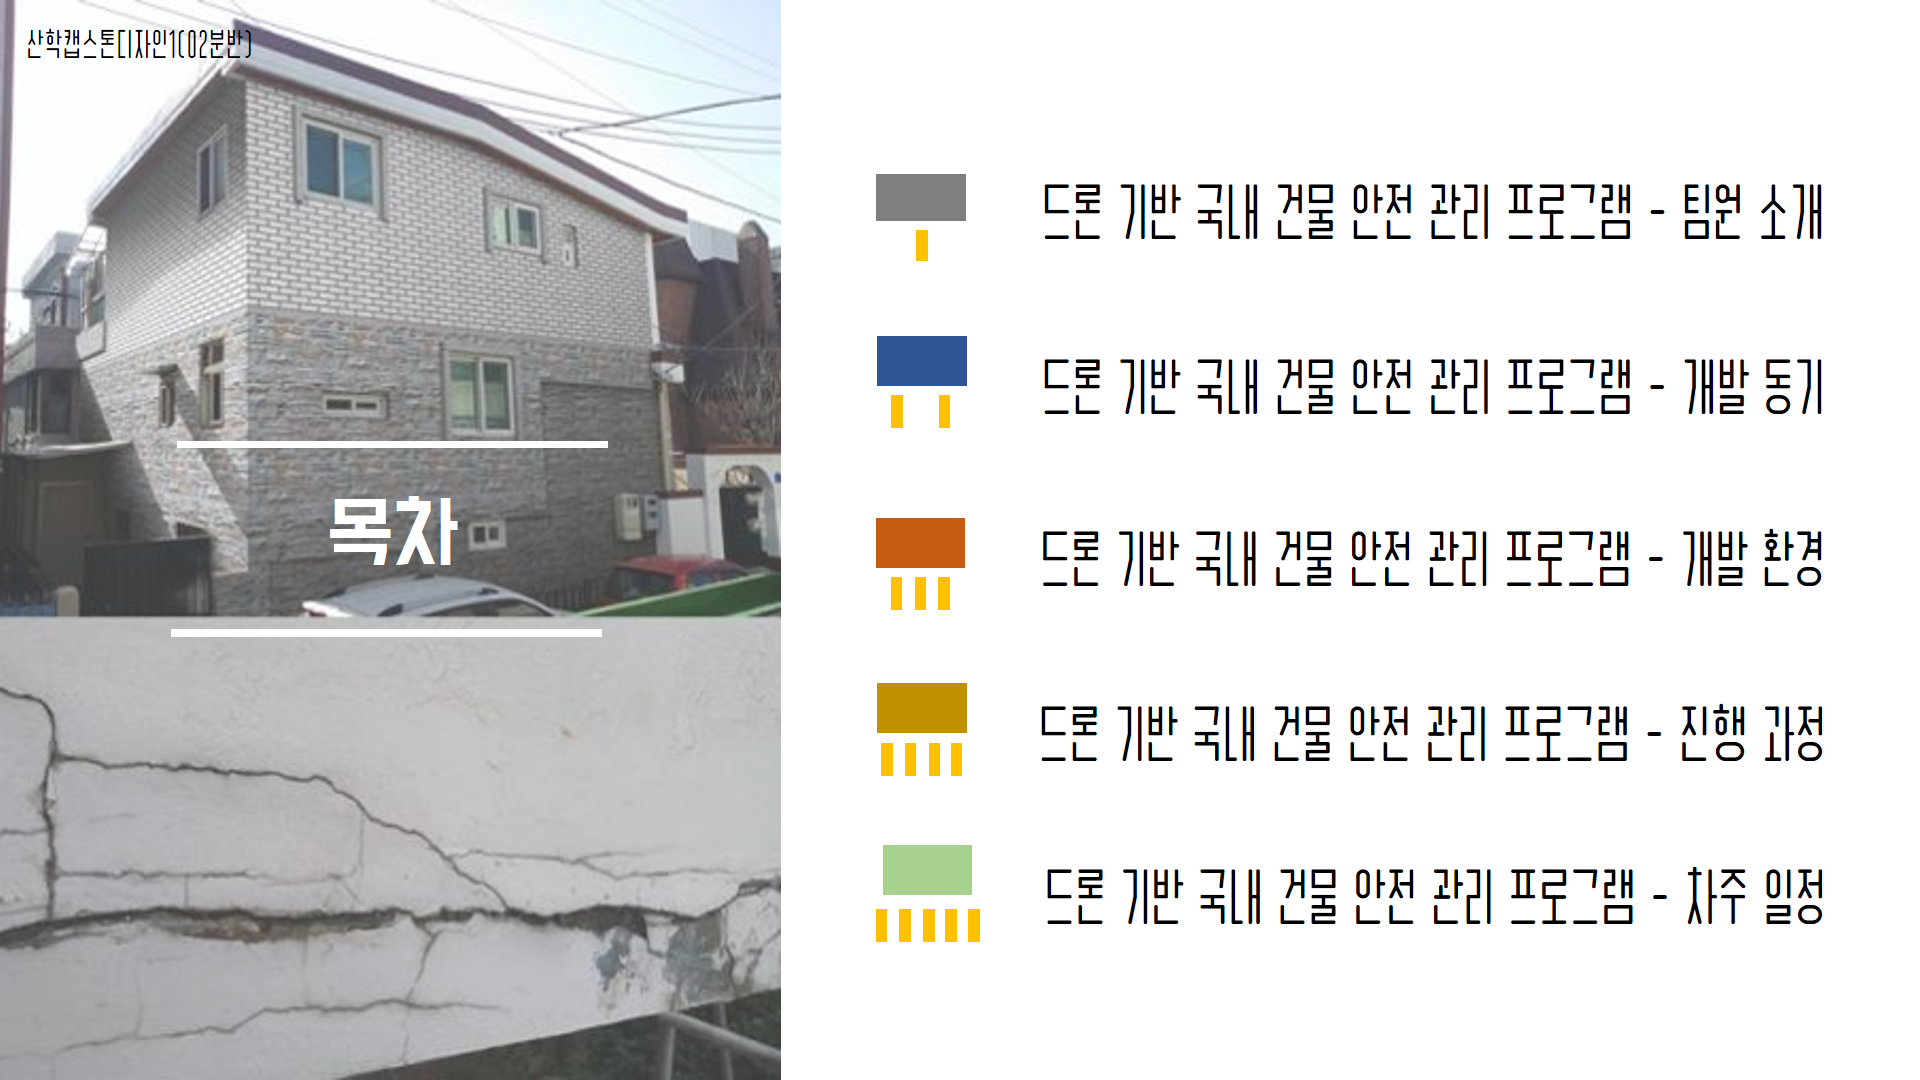 산학캡스톤디자인1(02분반)
목차
드론 기반 국내 건물 안전 관리 프로그램 - 팀원 소개
드론 기반 국내 건물 안전 관리 프로그램 - 개발 동기
드론 기반 국내 건물 안전 관리 프로그램 - 개발 환경
드론 기반 국내 건물 안전 관리 프로그램 - 진행 과정
드론 기반 국내 건물 안전 관리 프로그램 - 차주 일정